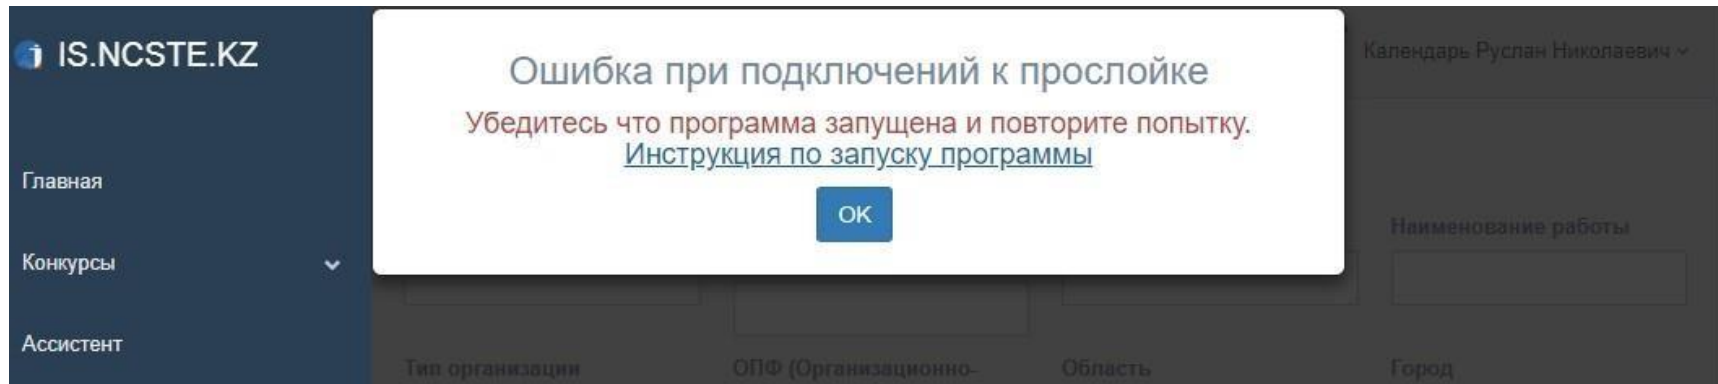 IS.NCSTE.KZ
Ошибка при подключений к прослойке
Календарь Руслан Николаевич
Убедитесь что программа запущена и повторите попытку.
Инструкция по запуску программы
Главная
OK
Наименование работы
Конкурсы
Ассистент
Тип организации
ОПФ (Организационно-
Область
Город